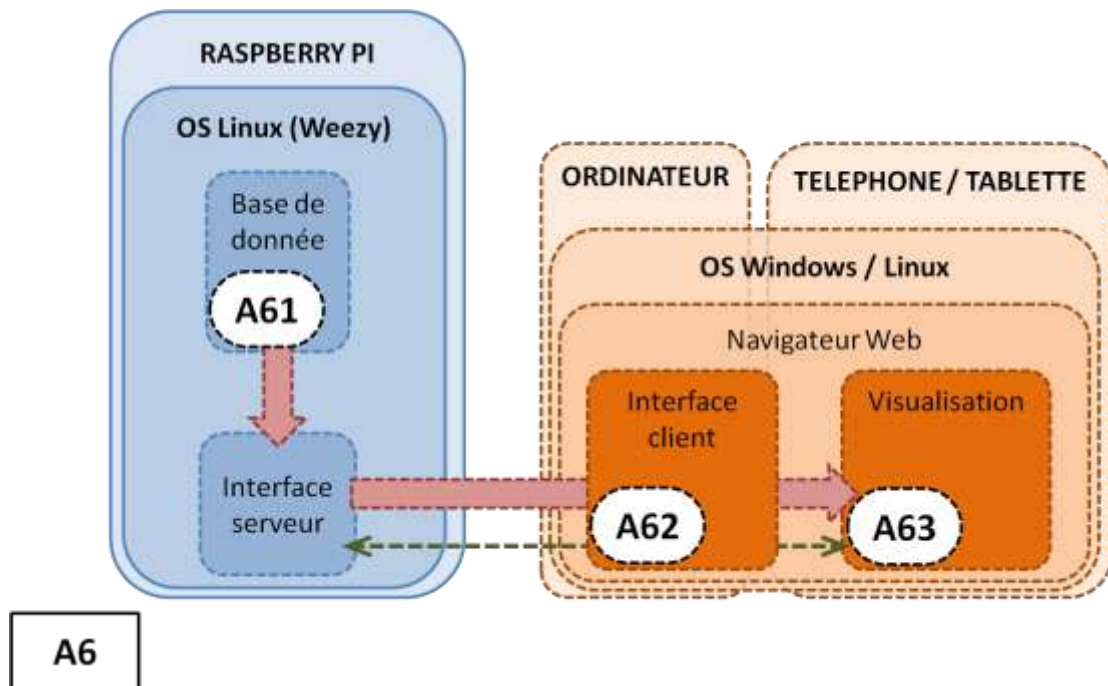 RASPBERRY PI
OS Linux (Weezy)
Base de
donnée
A61
Interface
serveur
ORDINATEUR
TELEPHONE / TABLETTE
OS Windows / Linux
Navigateur Web
Interface
client
A62
Visualisation
A63
A6